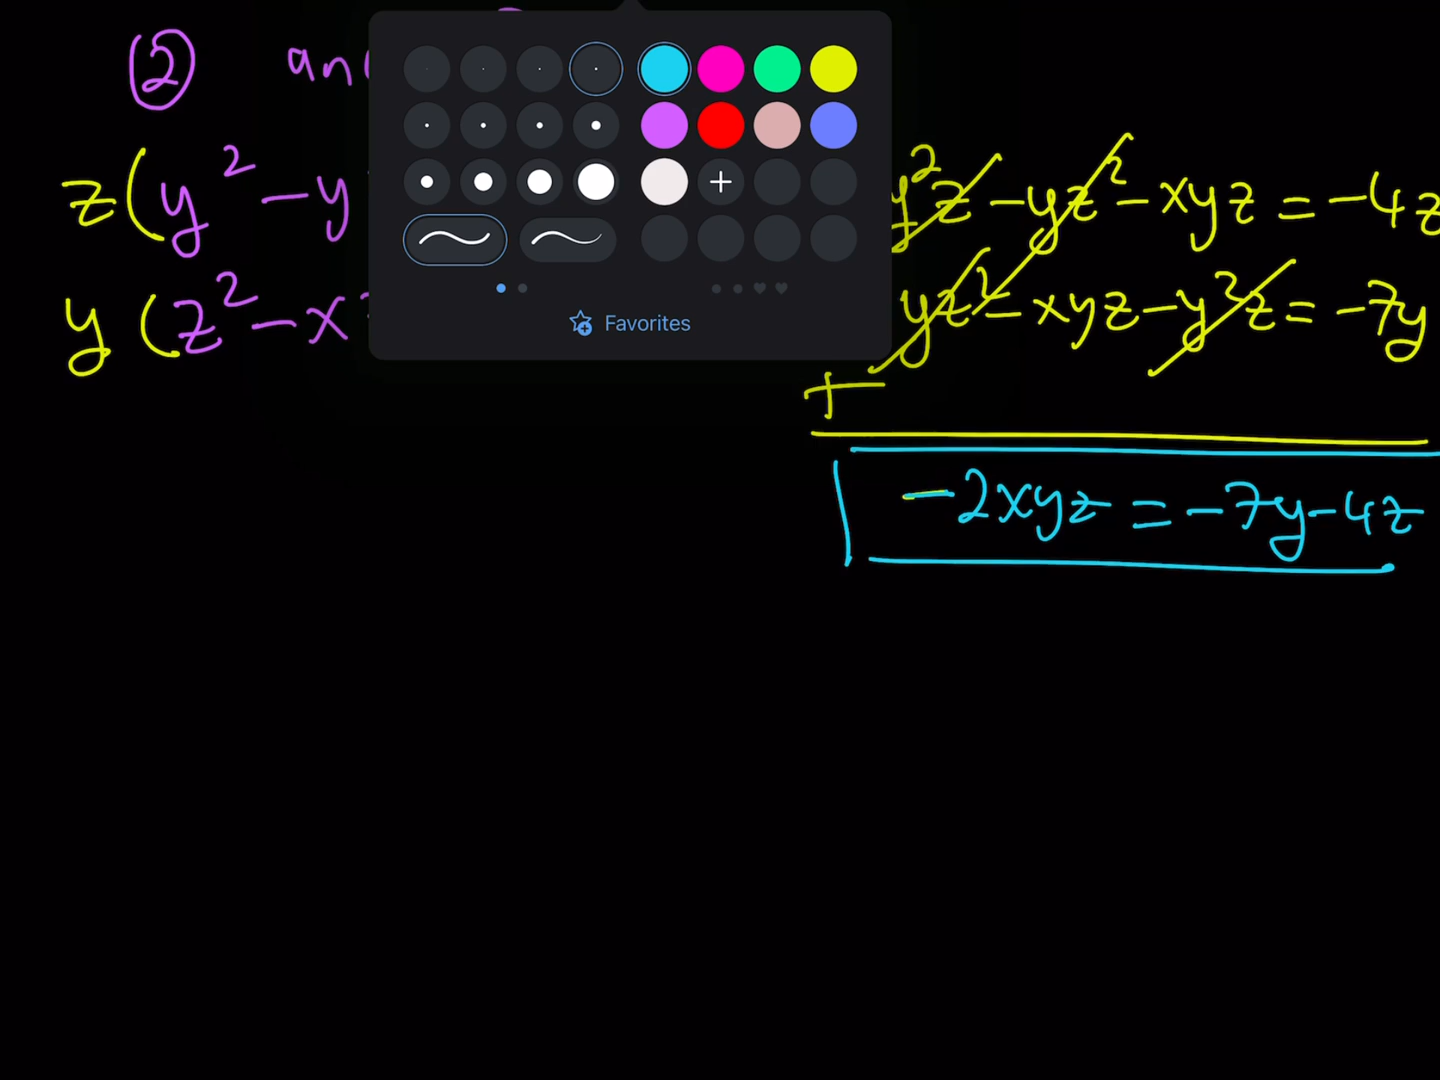 ② an
z(y² - y
y²z - yz² - xyz = -4z
y(z² - x
yz² - xyz - y²z = -7y
+
-2xyz = -7y - 4z
Favorites